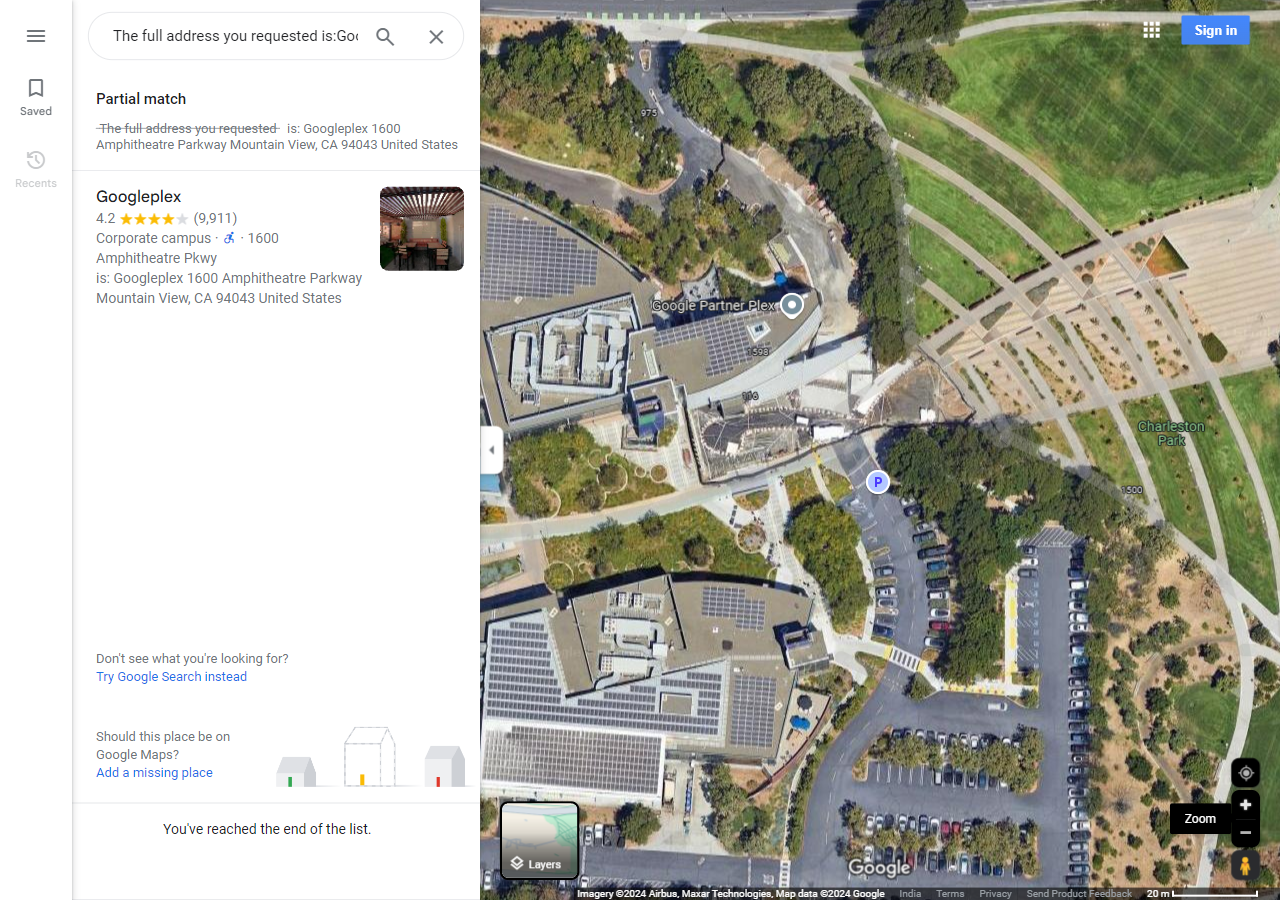 The full address you requested is:Goo
Sign in
Saved
Recents
Partial match
The full address you requested is: Googleplex 1600
Amphitheatre Parkway Mountain View, CA 94043 United States
Googleplex
4.2 (9,911)
Corporate campus · · 1600
Amphitheatre Pkwy
is: Googleplex 1600 Amphitheatre Parkway
Mountain View, CA 94043 United States
Don't see what you're looking for?
Try Google Search instead
Should this place be on
Google Maps?
Add a missing place
You've reached the end of the list.
975
Google Partner Plex
1598
116
Charleston
Park
P
1500
Zoom
Layers
Google
Imagery ©2024 Airbus, Maxar Technologies, Map data ©2024 Google India Terms Privacy Send Product Feedback 20 m